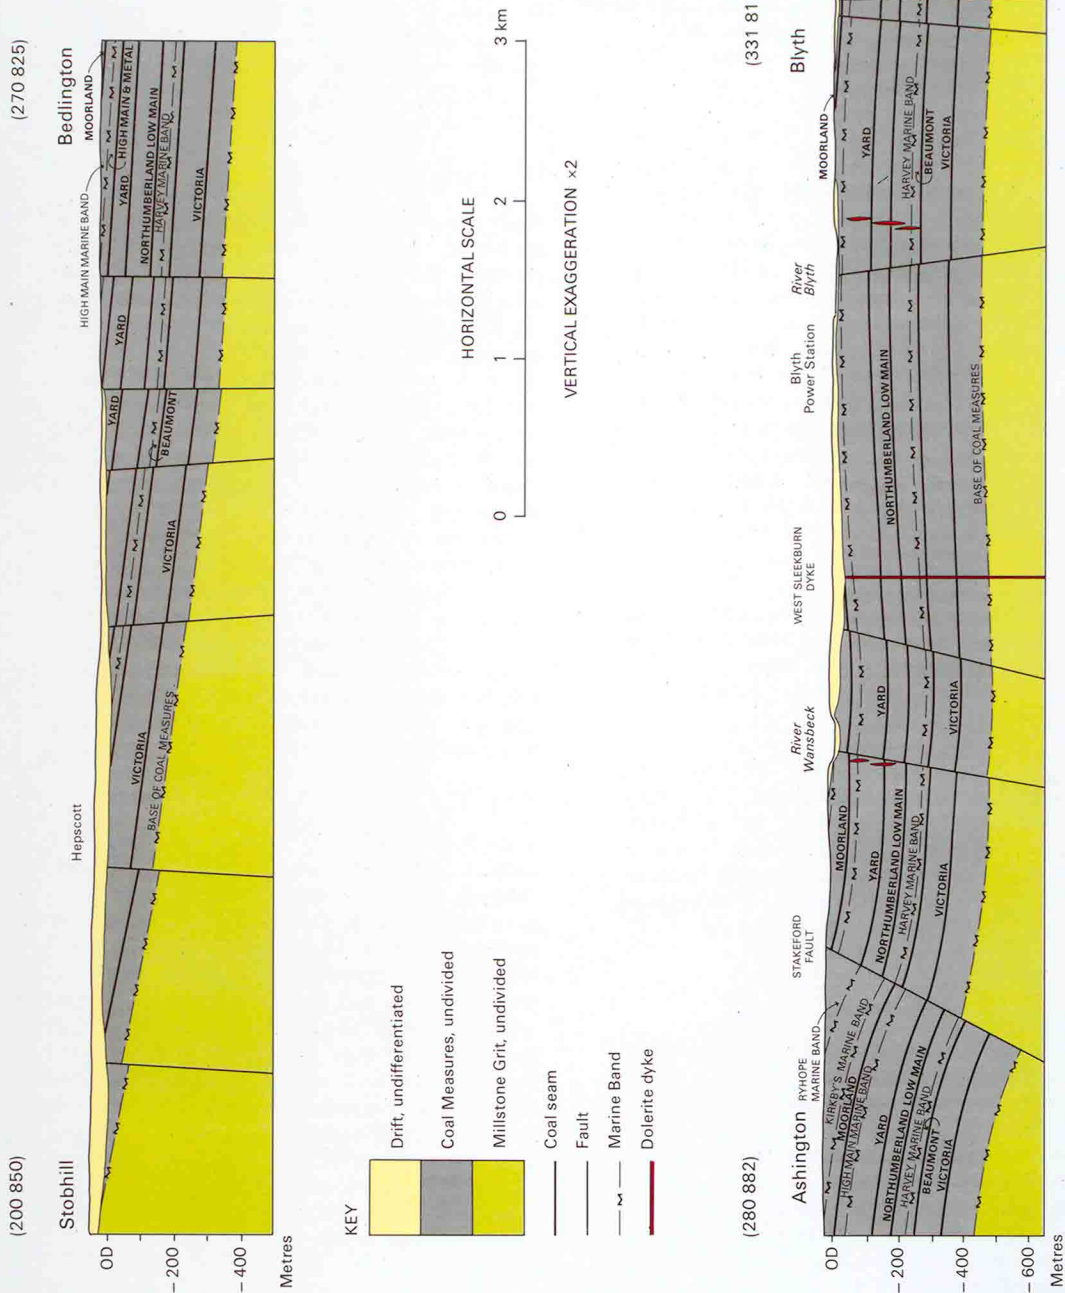 (200 850)
(270 825)
Stobhill
Hepscott
Bedlington
HIGH MAIN MARINE BAND
MOORLAND
OD
– 200
– 400
Metres
VICTORIA
BASE OF COAL MEASURES
VICTORIA
YARD
BEAUMONT
YARD
YARD
HIGH MAIN & METAL
NORTHUMBERLAND LOW MAIN
HARVEY MARINE BAND
VICTORIA
KEY
Drift, undifferentiated
Coal Measures, undivided
Millstone Grit, undivided
Coal seam
Fault
M Marine Band
Dolerite dyke
HORIZONTAL SCALE
0 1 2 3 km
VERTICAL EXAGGERATION ×2
(280 882)
(331 81
Ashington
RYHOPE
MARINE BAND
STAKEFORD
FAULT
River
Wansbeck
WEST SLEEKBURN
DYKE
Blyth
Power Station
River
Blyth
MOORLAND
Blyth
OD
– 200
– 400
– 600
Metres
KIRKBY'S MARINE BAND
MOORLAND
HIGH MAIN MARINE BAND
YARD
NORTHUMBERLAND LOW MAIN
HARVEY MARINE BAND
BEAUMONT
VICTORIA
MOORLAND
YARD
NORTHUMBERLAND LOW MAIN
HARVEY MARINE BAND
VICTORIA
YARD
VICTORIA
NORTHUMBERLAND LOW MAIN
BASE OF COAL MEASURES
YARD
HARVEY MARINE BAND
BEAUMONT
VICTORIA